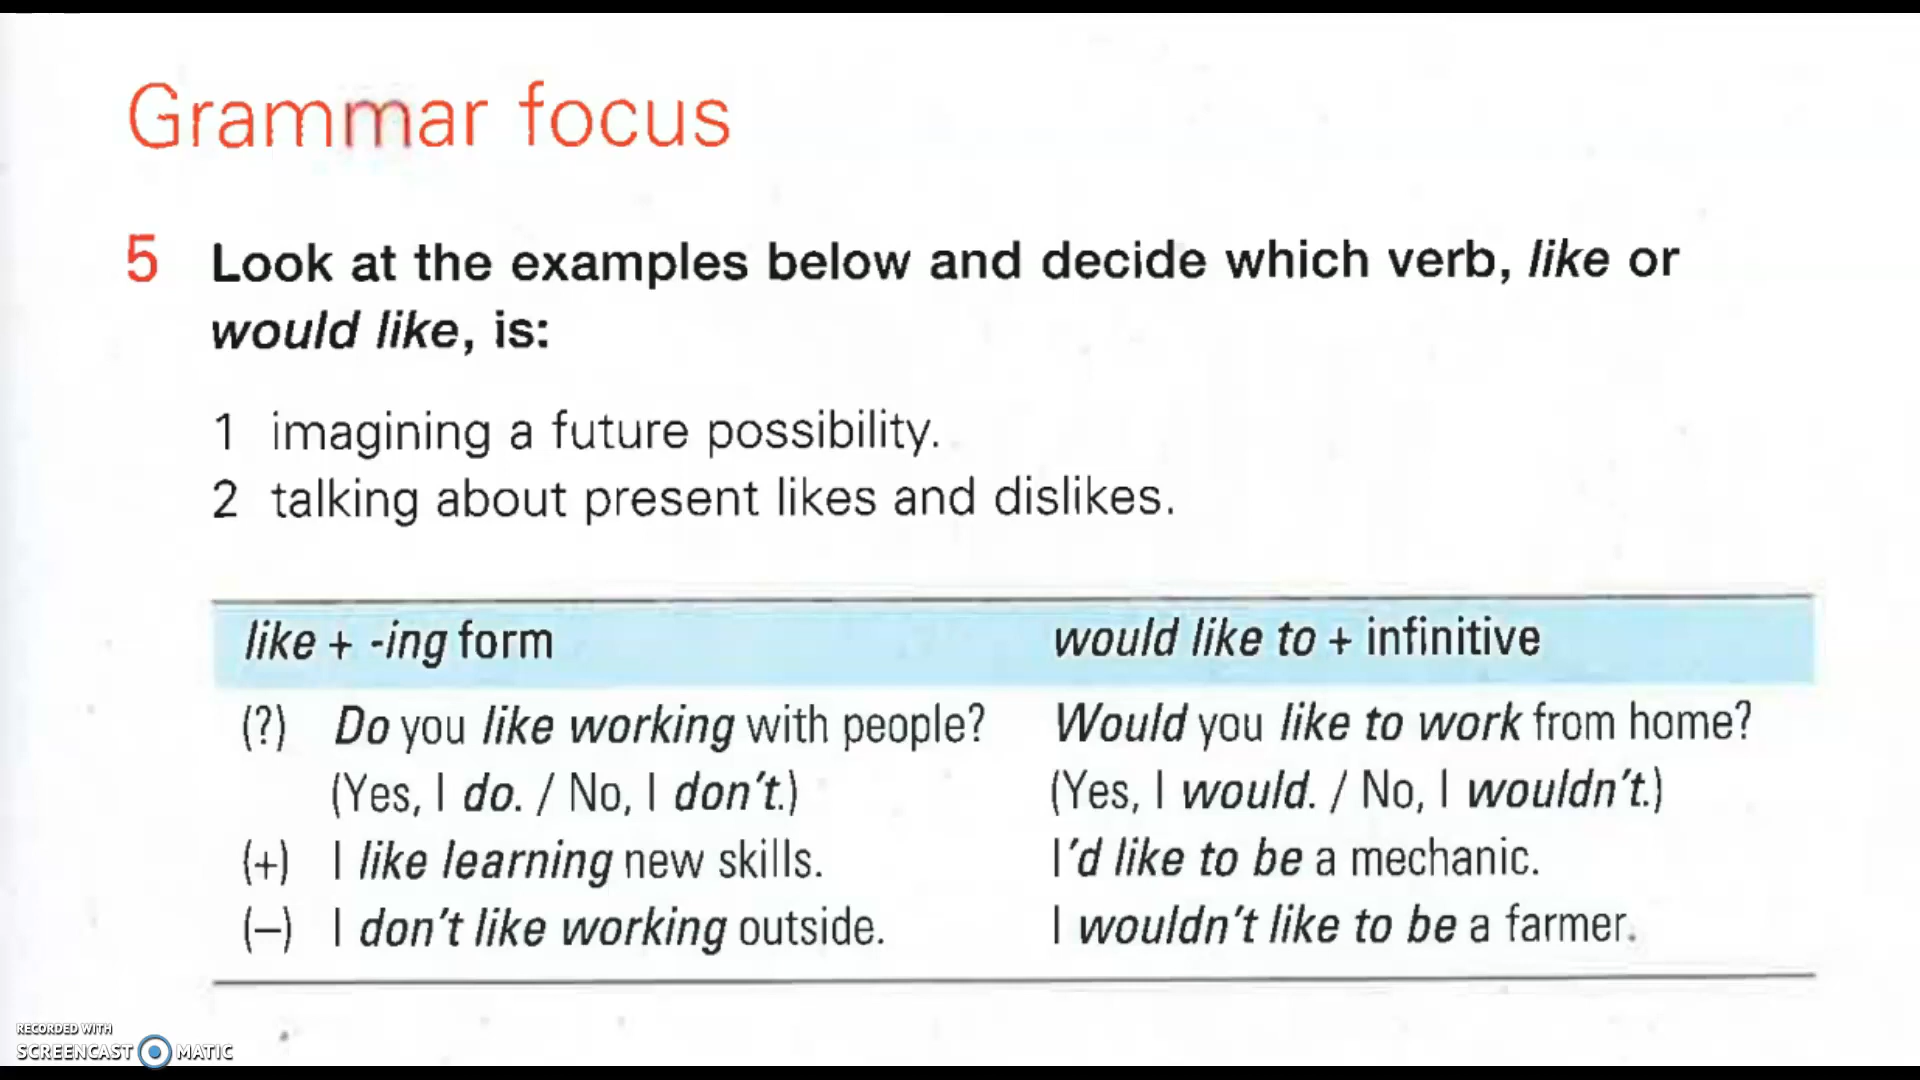 Grammar focus
5 Look at the examples below and decide which verb, like or
would like, is:
1 imagining a future possibility.
2 talking about present likes and dislikes.
like + -ing form would like to + infinitive
(?) Do you like working with people? Would you like to work from home?
(Yes, I do. / No, I don't.) (Yes, I would. / No, I wouldn't.)
(+) I like learning new skills. I'd like to be a mechanic.
(–) I don't like working outside. I wouldn't like to be a farmer.
RECORDED WITH
SCREENCAST MATIC